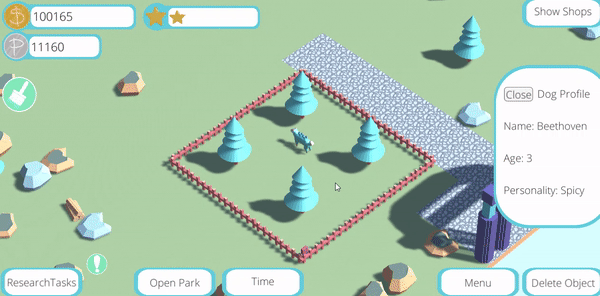 100165
Show Shops
11160
Close Dog Profile
Name: Beethoven
Age: 3
Personality: Spicy
ResearchTasks
Open Park
Time
Menu
Delete Object